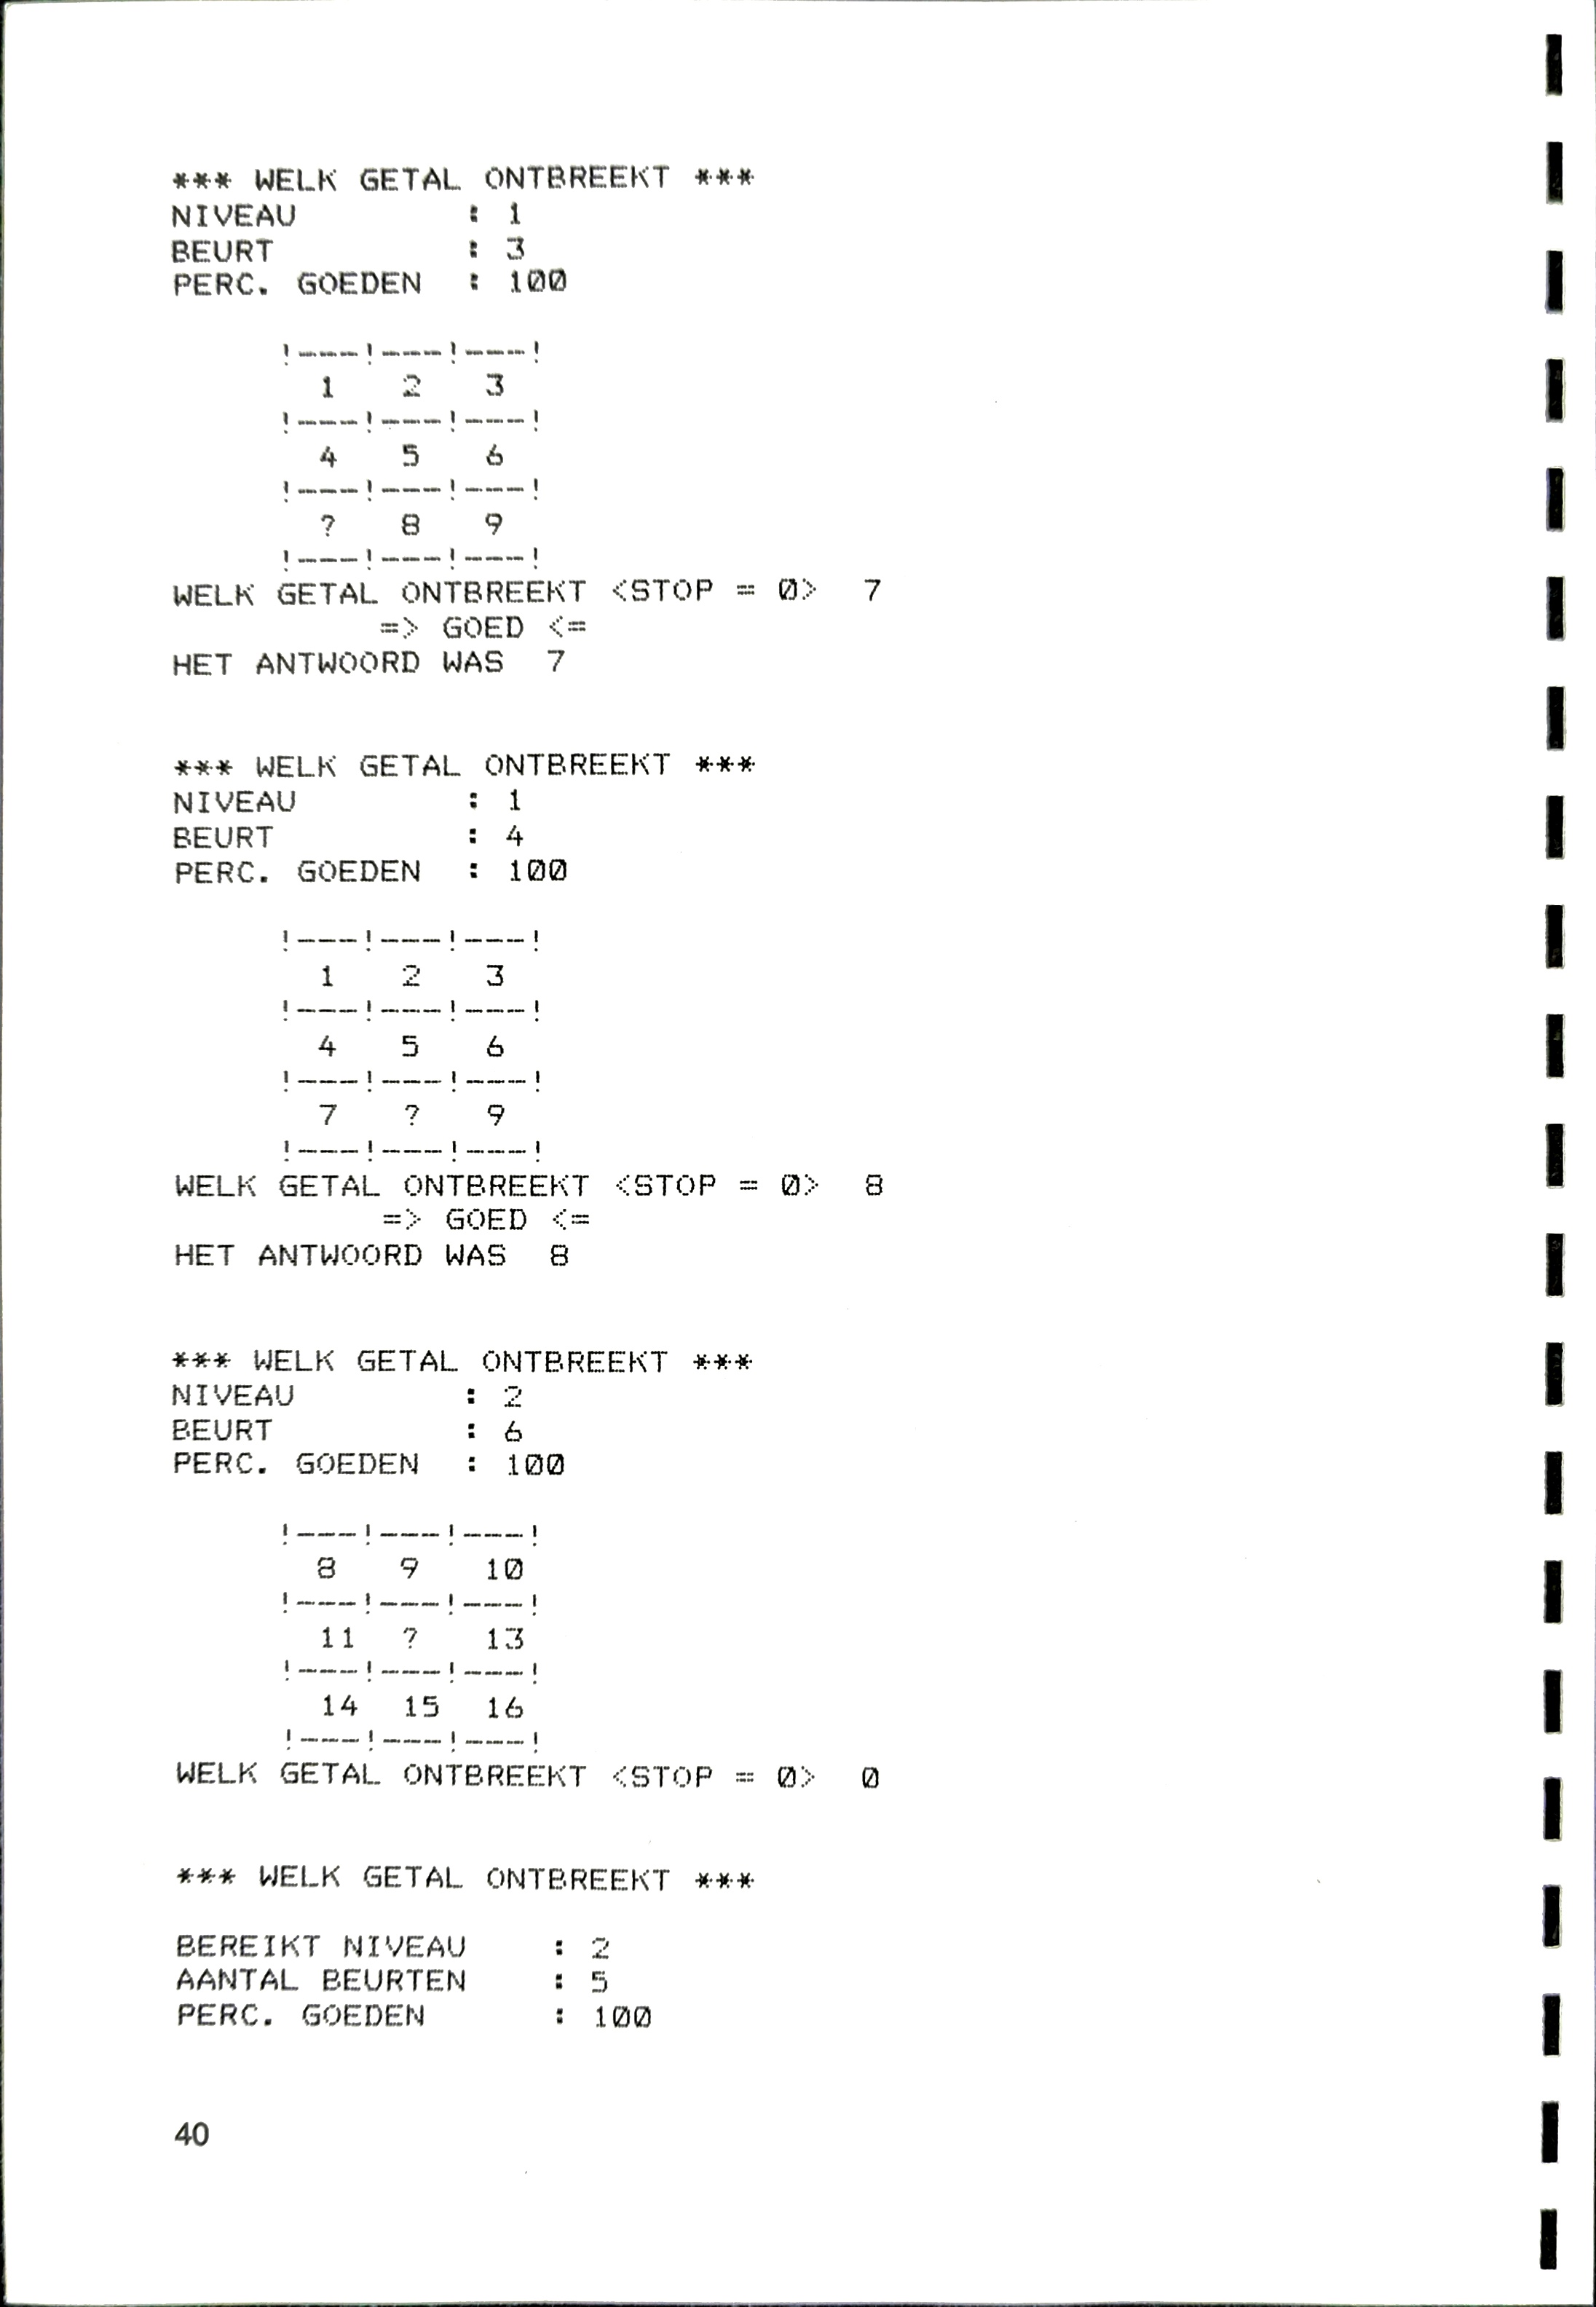 *** WELK GETAL ONTBREEKT ***
NIVEAU : 1
BEURT : 3
PERC. GOEDEN : 100
!---!---!---!
1 2 3
!---!---!---!
4 5 6
!---!---!---!
? 8 9
!---!---!---!
WELK GETAL ONTBREEKT <STOP = 0> 7
=> GOED <=
HET ANTWOORD WAS 7
*** WELK GETAL ONTBREEKT ***
NIVEAU : 1
BEURT : 4
PERC. GOEDEN : 100
!---!---!---!
1 2 3
!---!---!---!
4 5 6
!---!---!---!
7 ? 9
!---!---!---!
WELK GETAL ONTBREEKT <STOP = 0> 8
=> GOED <=
HET ANTWOORD WAS 8
*** WELK GETAL ONTBREEKT ***
NIVEAU : 2
BEURT : 6
PERC. GOEDEN : 100
!---!---!---!
8 9 10
!---!---!---!
11 ? 13
!---!---!---!
14 15 16
!---!---!---!
WELK GETAL ONTBREEKT <STOP = 0> 0
*** WELK GETAL ONTBREEKT ***
BEREIKT NIVEAU : 2
AANTAL BEURTEN : 5
PERC. GOEDEN : 100
40